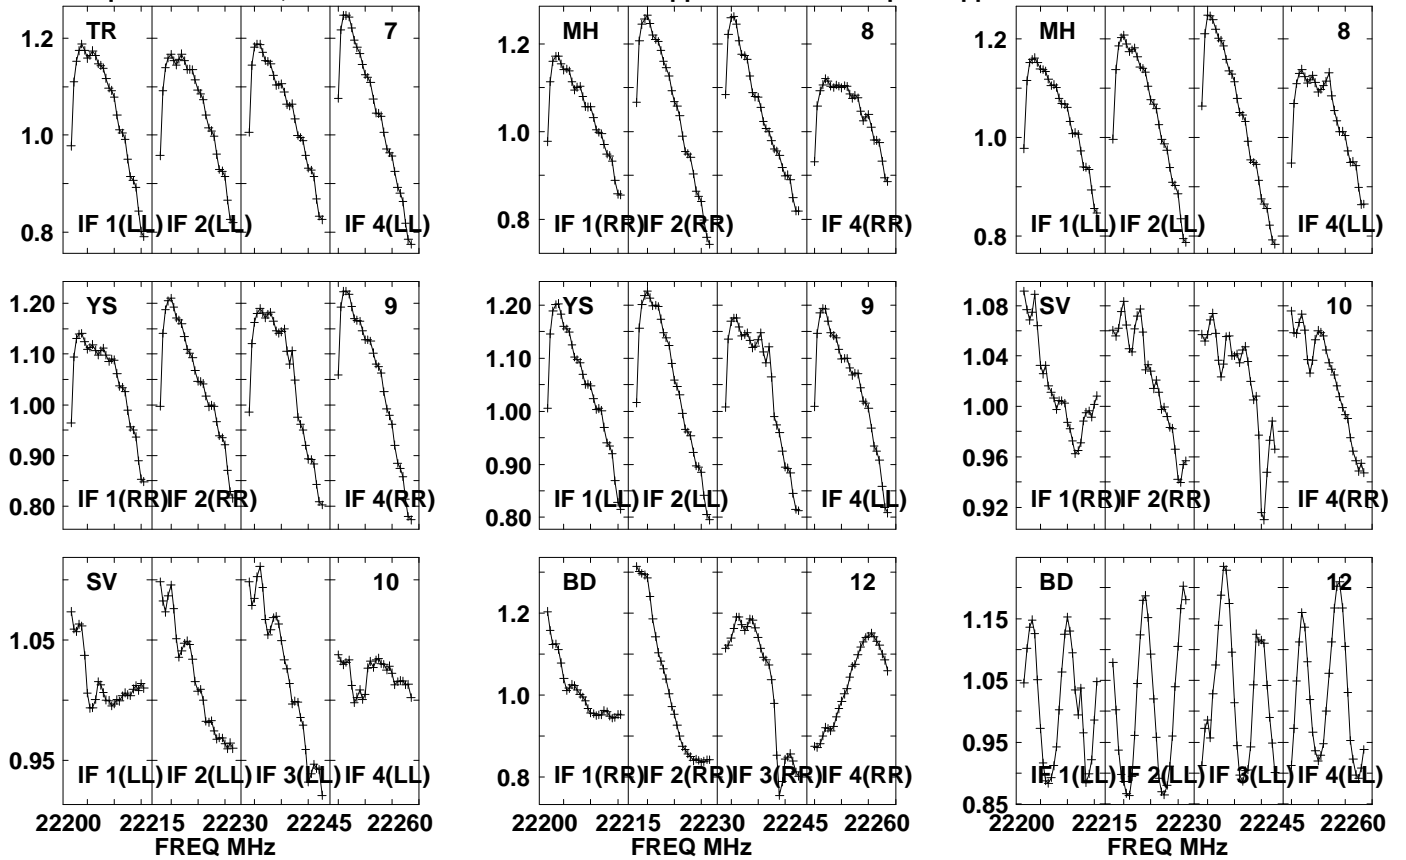 TR 7
1.2
1.0
0.8
IF 1(LL) IF 2(LL) IF 4(LL)
MH 8
1.2
1.0
0.8
IF 1(RR) IF 2(RR) IF 4(RR)
MH 8
1.2
1.0
0.8
IF 1(LL) IF 2(LL) IF 4(LL)
YS 9
1.20
1.10
1.00
0.90
0.80
IF 1(RR) IF 2(RR) IF 4(RR)
YS 9
1.20
1.10
1.00
0.90
0.80
IF 1(LL) IF 2(LL) IF 4(LL)
SV 10
1.08
1.04
1.00
0.96
0.92
IF 1(RR) IF 2(RR) IF 4(RR)
SV 10
1.05
0.95
IF 1(LL) IF 2(LL) IF 3(LL) IF 4(LL)
22200 22215 22230 22245 22260
FREQ MHz
BD 12
1.2
1.0
0.8
IF 1(RR) IF 2(RR) IF 3(RR) IF 4(RR)
22200 22215 22230 22245 22260
FREQ MHz
BD 12
1.15
1.05
0.95
0.85
IF 1(LL) IF 2(LL) IF 3(LL) IF 4(LL)
22200 22215 22230 22245 22260
FREQ MHz